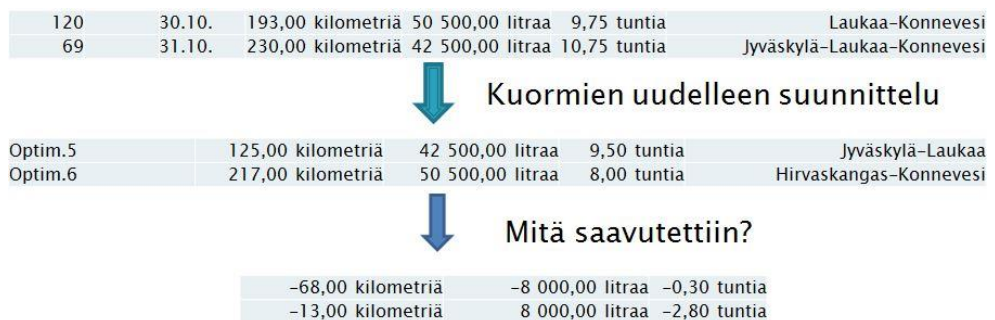 120 30.10. 193,00 kilometriä 50 500,00 litraa 9,75 tuntia Laukaa-Konnevesi
69 31.10. 230,00 kilometriä 42 500,00 litraa 10,75 tuntia Jyväskylä-Laukaa-Konnevesi
Kuormien uudelleen suunnittelu
Optim.5 125,00 kilometriä 42 500,00 litraa 9,50 tuntia Jyväskylä-Laukaa
Optim.6 217,00 kilometriä 50 500,00 litraa 8,00 tuntia Hirvaskangas-Konnevesi
Mitä saavutettiin?
-68,00 kilometriä -8 000,00 litraa -0,30 tuntia
-13,00 kilometriä 8 000,00 litraa -2,80 tuntia